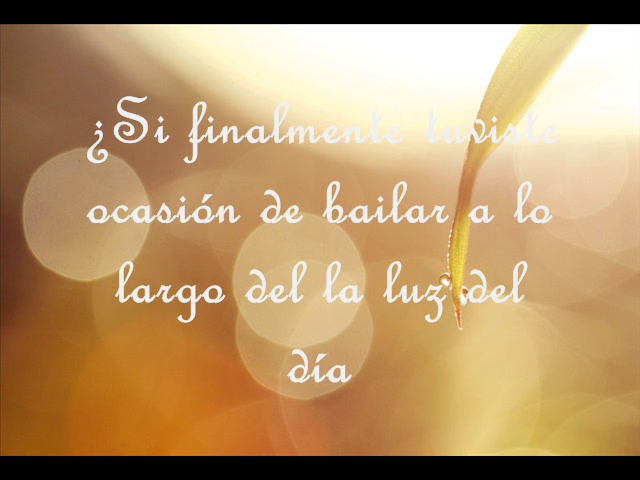 ¿Si finalmente tuviste
ocasión de bailar a lo
largo del la luz del
día